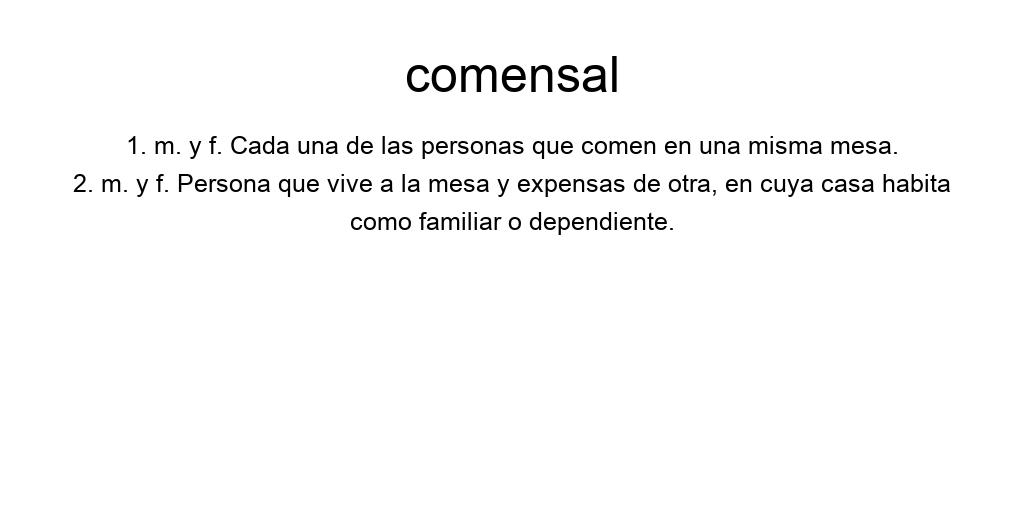 comensal
1. m. y f. Cada una de las personas que comen en una misma mesa.
2. m. y f. Persona que vive a la mesa y expensas de otra, en cuya casa habita
como familiar o dependiente.